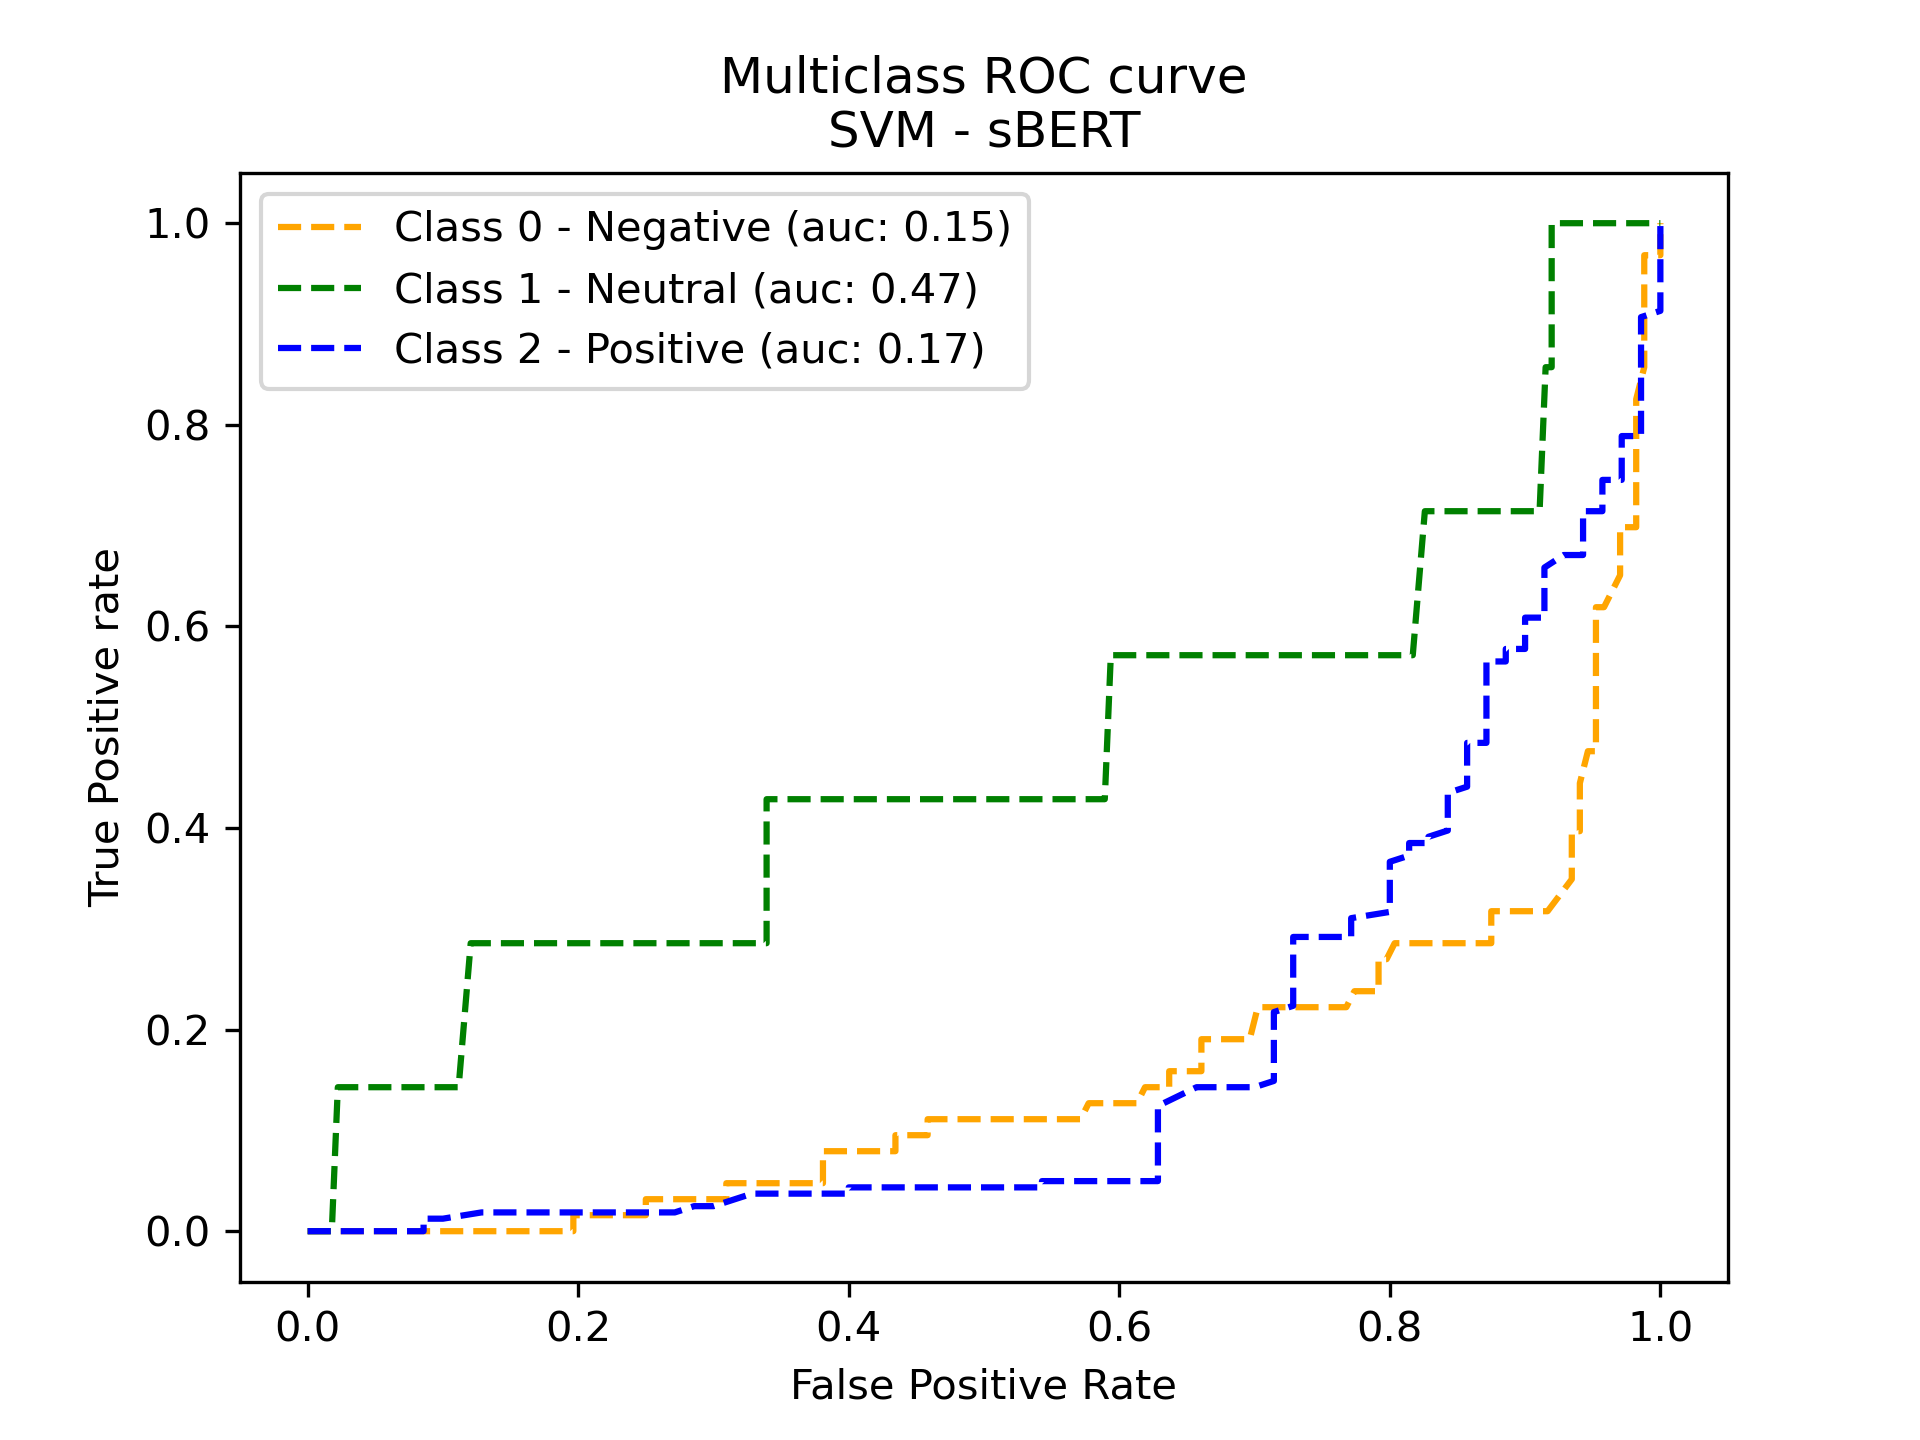 Multiclass ROC curve
SVM - sBERT
Class 0 - Negative (auc: 0.15)
Class 1 - Neutral (auc: 0.47)
Class 2 - Positive (auc: 0.17)
True Positive rate
1.0
0.8
0.6
0.4
0.2
0.0
0.0 0.2 0.4 0.6 0.8 1.0
False Positive Rate